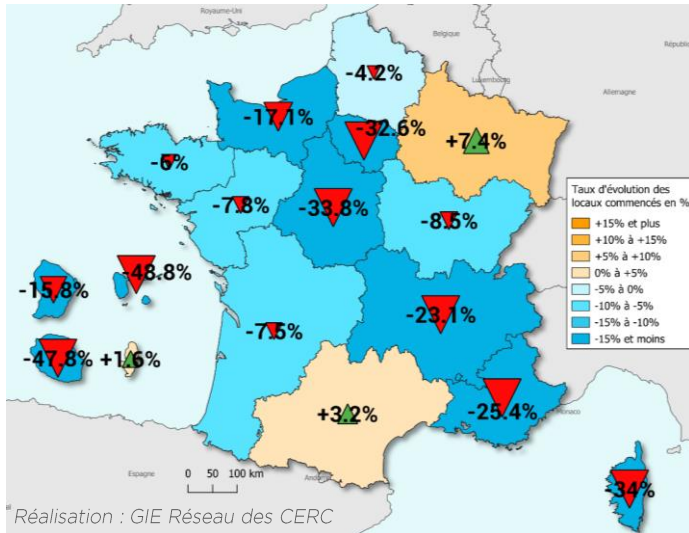 Royaume-Uni
Belgique
Luxembourg
Allemagne
-4.2%
-17.1%
-32.6%
+7.4%
-6%
-7.8%
-33.8%
-8.5%
Taux d'évolution des
locaux commencés en %
+15% et plus
+10% à +15%
+5% à +10%
0% à +5%
-5% à 0%
-10% à -5%
-15% à -10%
-15% et moins
-48.8%
-15.8%
-47.8%
+1.6%
-7.5%
-23.1%
+3.2%
-25.4%
Monaco
Espagne
0 50 100 km
-34%
Réalisation : GIE Réseau des CERC